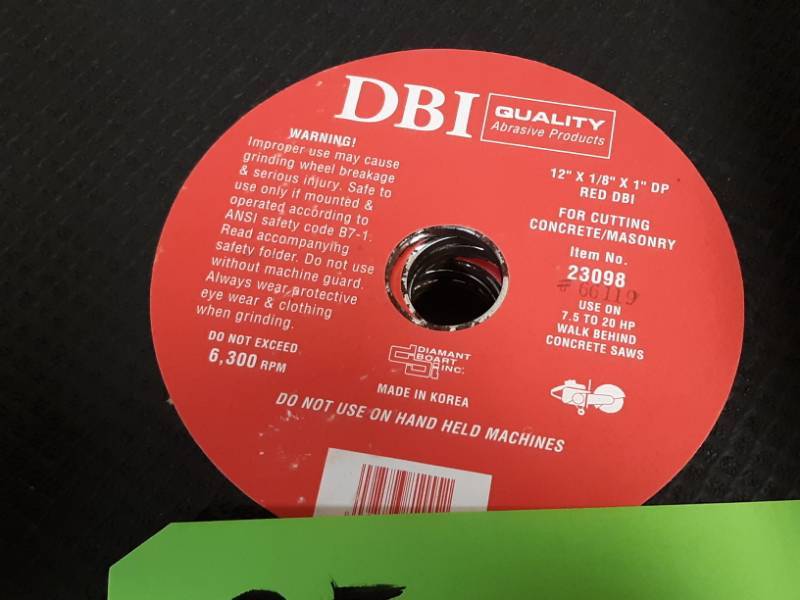 DBI
QUALITY
Abrasive Products
WARNING!
Improper use may cause
grinding wheel breakage
& serious injury. Safe to
use only if mounted &
operated according to
ANSI safety code B7-1.
Read accompanying
safety folder. Do not use
without machine guard.
Always wear protective
eye wear & clothing
when grinding.
DO NOT EXCEED
6,300 RPM
12" X 1/8" X 1" DP
RED DBI
FOR CUTTING
CONCRETE/MASONRY
Item No.
23098
# 66119
USE ON
7.5 TO 20 HP
WALK BEHIND
CONCRETE SAWS
DIAMANT
BOART
INC.
MADE IN KOREA
DO NOT USE ON HAND HELD MACHINES